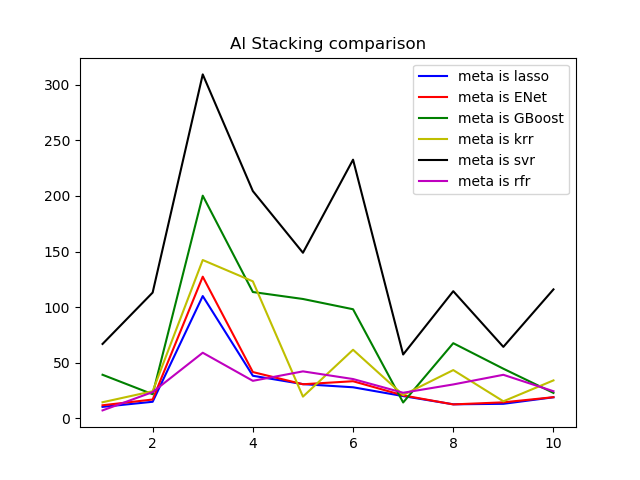 Al Stacking comparison
meta is lasso
meta is ENet
meta is GBoost
meta is krr
meta is svr
meta is rfr
300
250
200
150
100
50
0
2
4
6
8
10